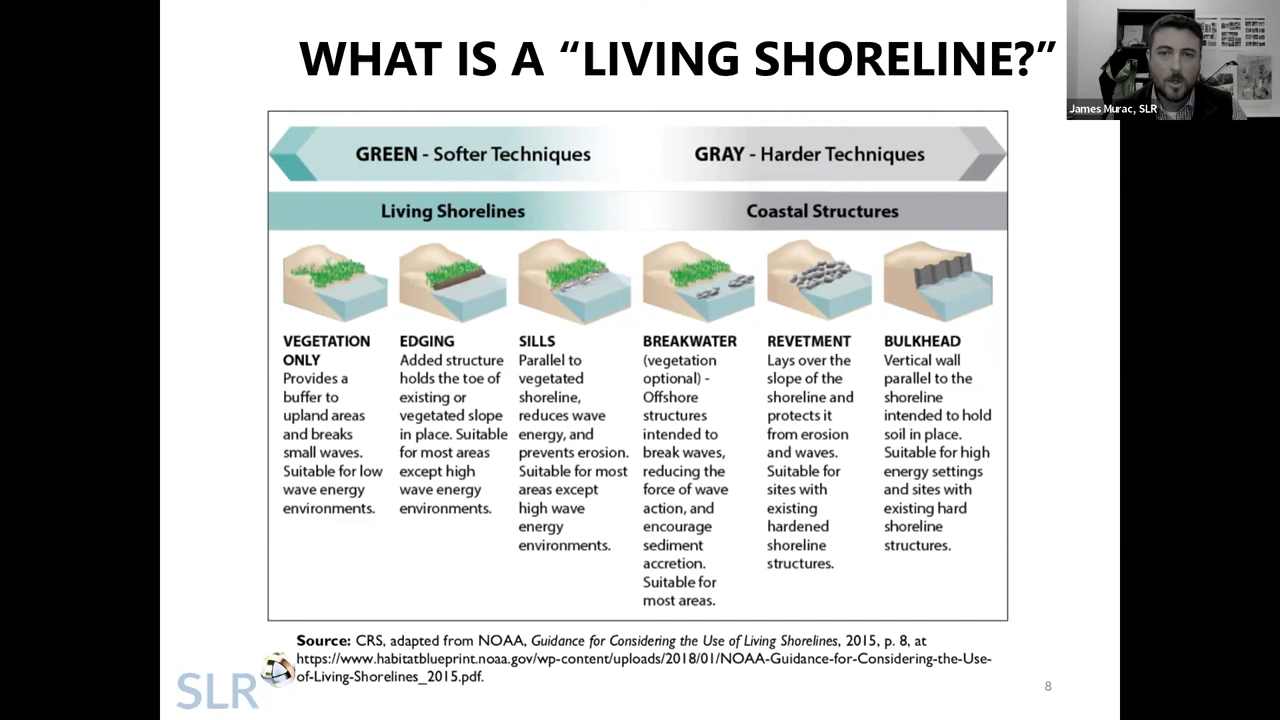 WHAT IS A “LIVING SHORELINE?”
James Murac, SLR
GREEN - Softer Techniques
GRAY - Harder Techniques
Living Shorelines
Coastal Structures
VEGETATION
ONLY
Provides a
buffer to
upland areas
and breaks
small waves.
Suitable for low
wave energy
environments.
EDGING
Added structure
holds the toe of
existing or
vegetated slope
in place. Suitable
for most areas
except high
wave energy
environments.
SILLS
Parallel to
vegetated
shoreline,
reduces wave
energy, and
prevents erosion.
Suitable for most
areas except
high wave
energy
environments.
BREAKWATER
(vegetation
optional) -
Offshore
structures
intended to
break waves,
reducing the
force of wave
action, and
encourage
sediment
accretion.
Suitable for
most areas.
REVETMENT
Lays over the
slope of the
shoreline and
protects it
from erosion
and waves.
Suitable for
sites with
existing
hardened
shoreline
structures.
BULKHEAD
Vertical wall
parallel to the
shoreline
intended to hold
soil in place.
Suitable for high
energy settings
and sites with
existing hard
shoreline
structures.
Source: CRS, adapted from NOAA, Guidance for Considering the Use of Living Shorelines, 2015, p. 8, at
https://www.habitatblueprint.noaa.gov/wp-content/uploads/2018/01/NOAA-Guidance-for-Considering-the-Use-
of-Living-Shorelines_2015.pdf.
SLR
8